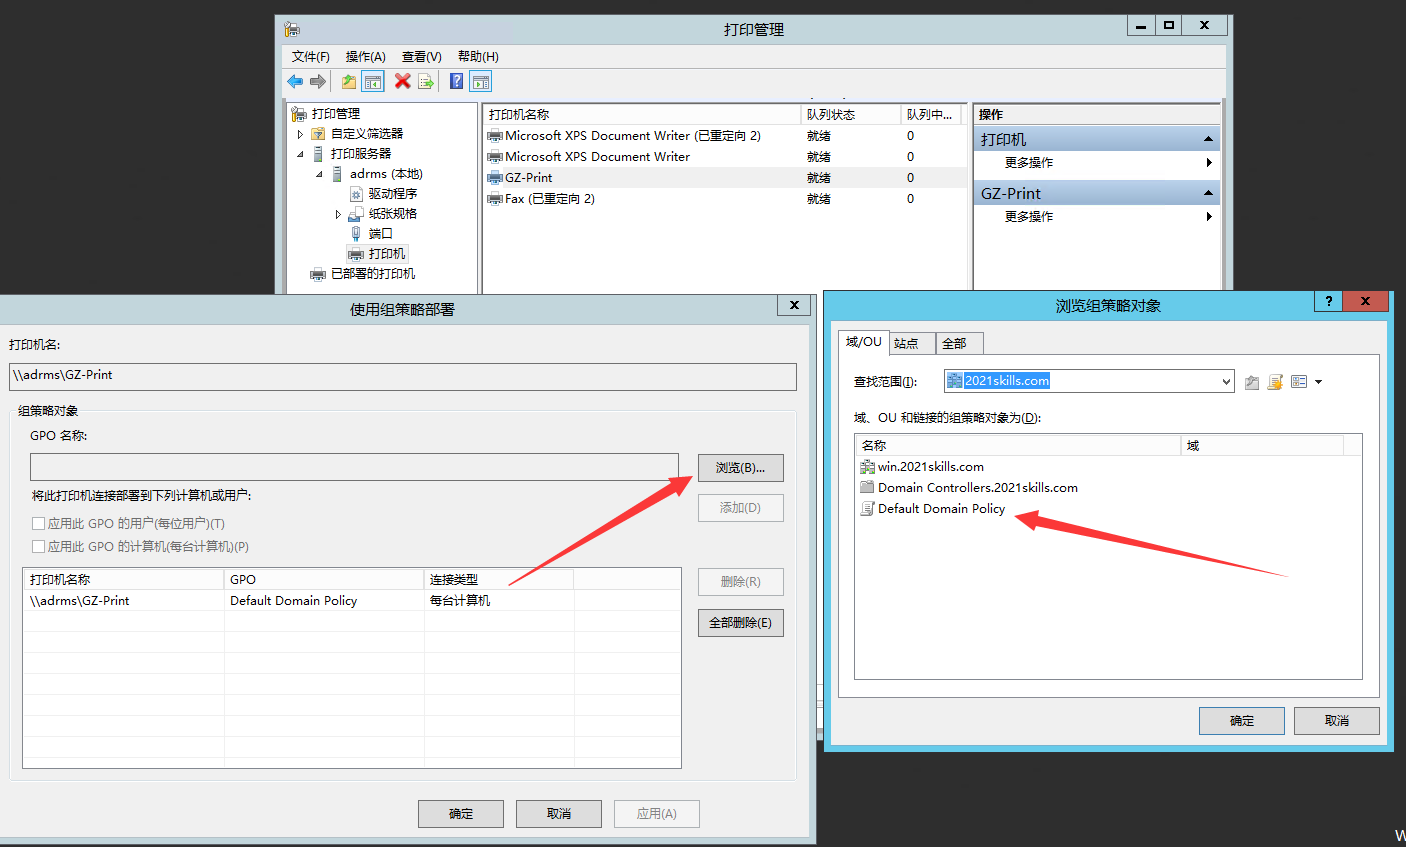 打印管理
文件(F) 操作(A) 查看(V) 帮助(H)
打印管理
自定义筛选器
打印服务器
adrms (本地)
驱动程序
纸张规格
端口
打印机
已部署的打印机
打印机名称 队列状态 队列中...
Microsoft XPS Document Writer (已重定向 2) 就绪 0
Microsoft XPS Document Writer 就绪 0
GZ-Print 就绪 0
Fax (已重定向 2) 就绪 0
操作
打印机
更多操作
GZ-Print
更多操作
使用组策略部署
打印机名:
\\adrms\GZ-Print
组策略对象
GPO 名称:
浏览(B)...
将此打印机连接部署到下列计算机或用户:
添加(D)
应用此 GPO 的用户(每位用户)(T)
应用此 GPO 的计算机(每台计算机)(P)
打印机名称 GPO 连接类型
\\adrms\GZ-Print Default Domain Policy 每台计算机
删除(R)
全部删除(E)
确定 取消 应用(A)
浏览组策略对象
?
域/OU 站点 全部
查找范围(I): 2021skills.com
域、OU 和链接的组策略对象为(D):
名称 域
win.2021skills.com
Domain Controllers.2021skills.com
Default Domain Policy
确定 取消
W